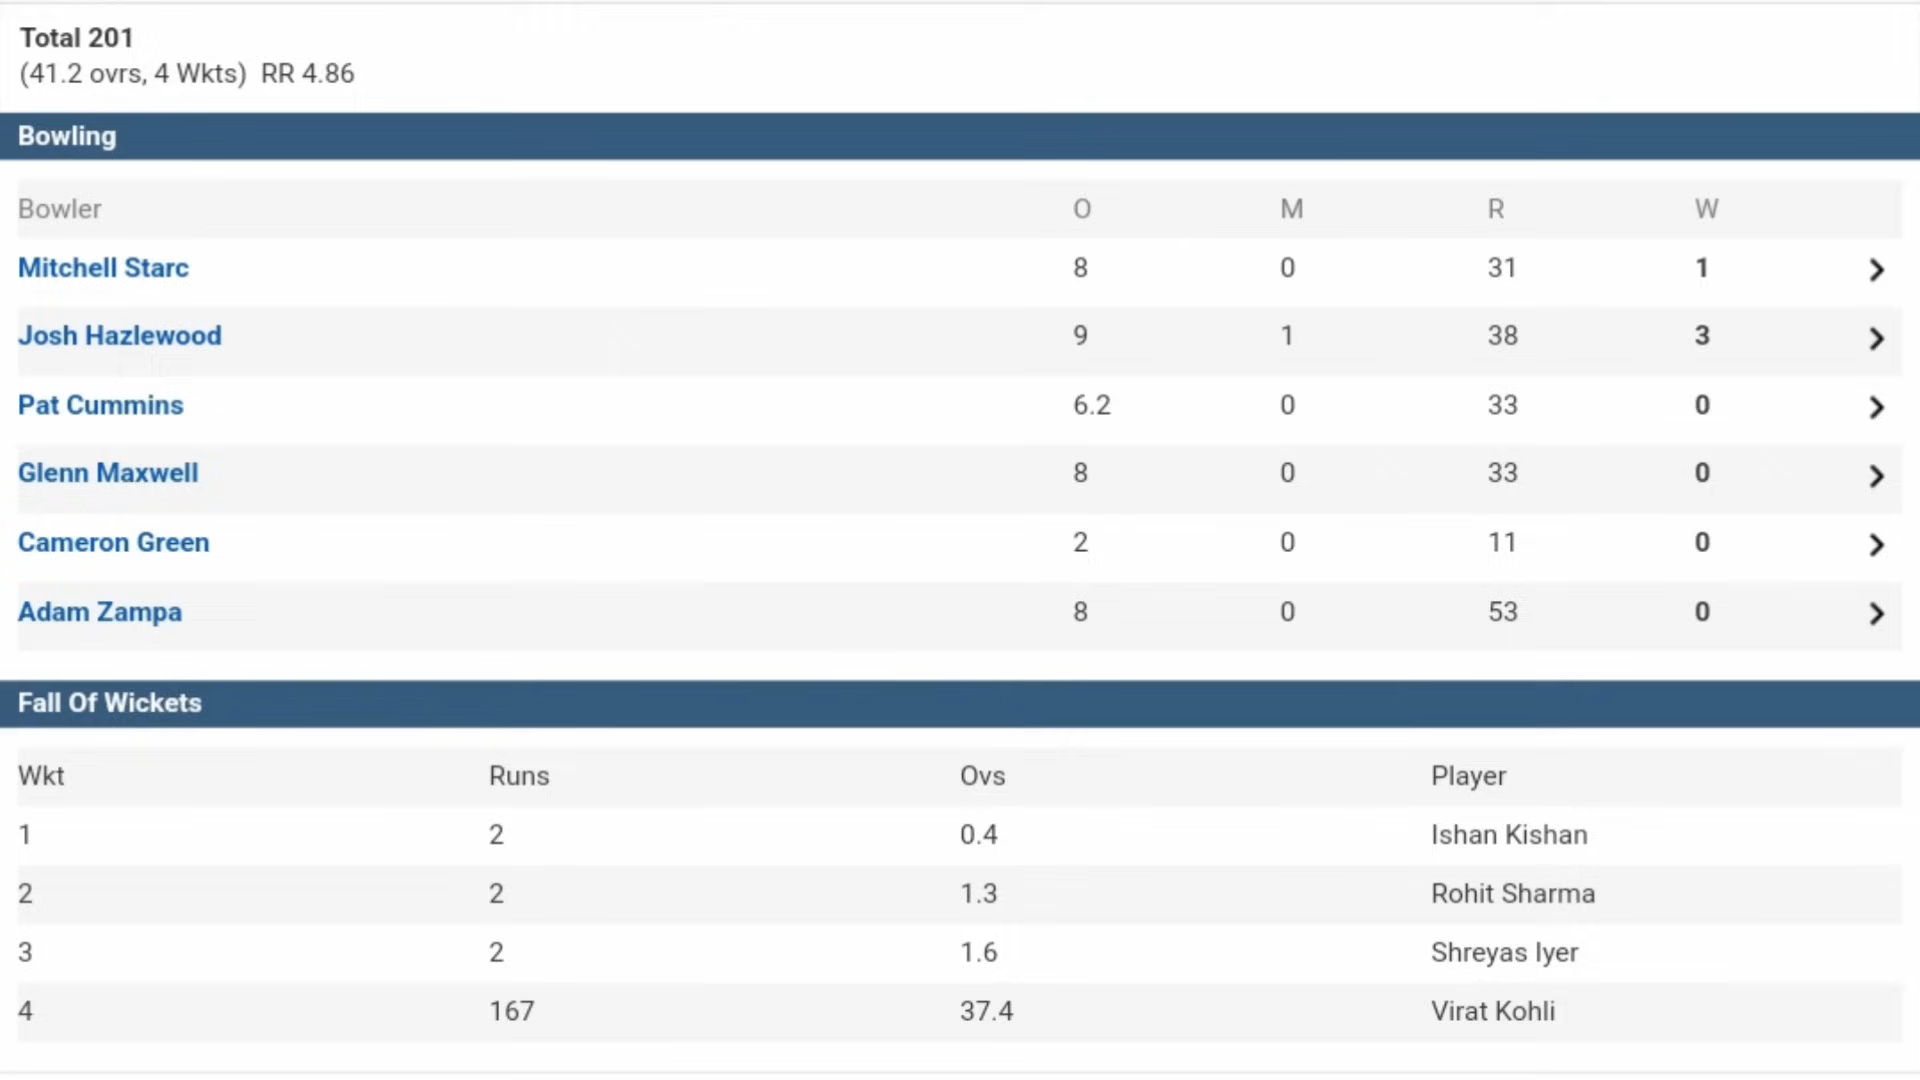 Total 201
(41.2 ovrs, 4 Wkts) RR 4.86
Bowling
Bowler O M R W
Mitchell Starc 8 0 31 1
Josh Hazlewood 9 1 38 3
Pat Cummins 6.2 0 33 0
Glenn Maxwell 8 0 33 0
Cameron Green 2 0 11 0
Adam Zampa 8 0 53 0
Fall Of Wickets
Wkt Runs Ovs Player
1 2 0.4 Ishan Kishan
2 2 1.3 Rohit Sharma
3 2 1.6 Shreyas Iyer
4 167 37.4 Virat Kohli